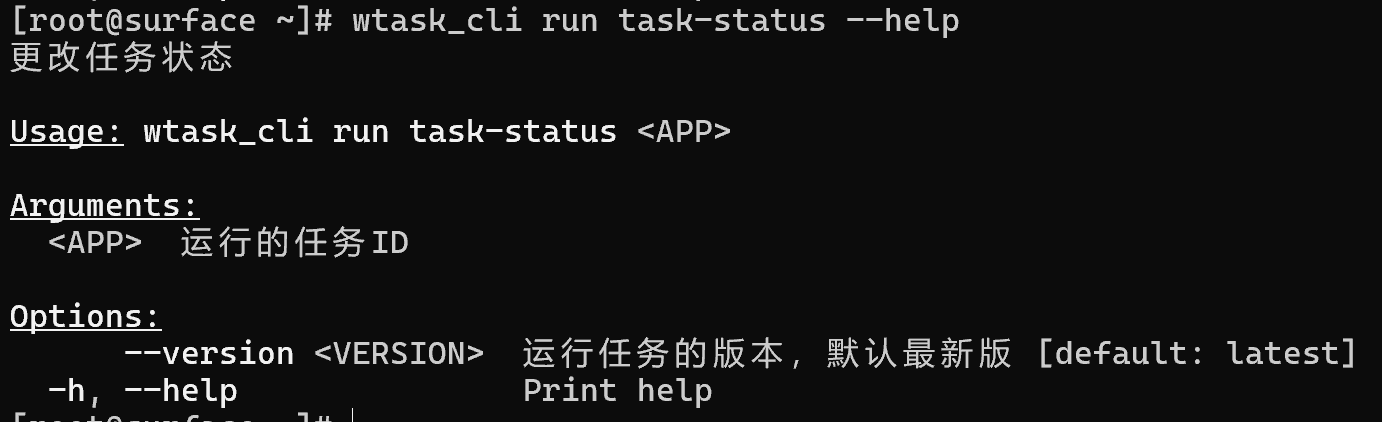 [root@surface ~]# wtask_cli run task-status --help
更改任务状态
Usage: wtask_cli run task-status <APP>
Arguments:
<APP> 运行的任务ID
Options:
--version <VERSION> 运行任务的版本，默认最新版 [default: latest]
-h, --help Print help
[root@surface ~]#